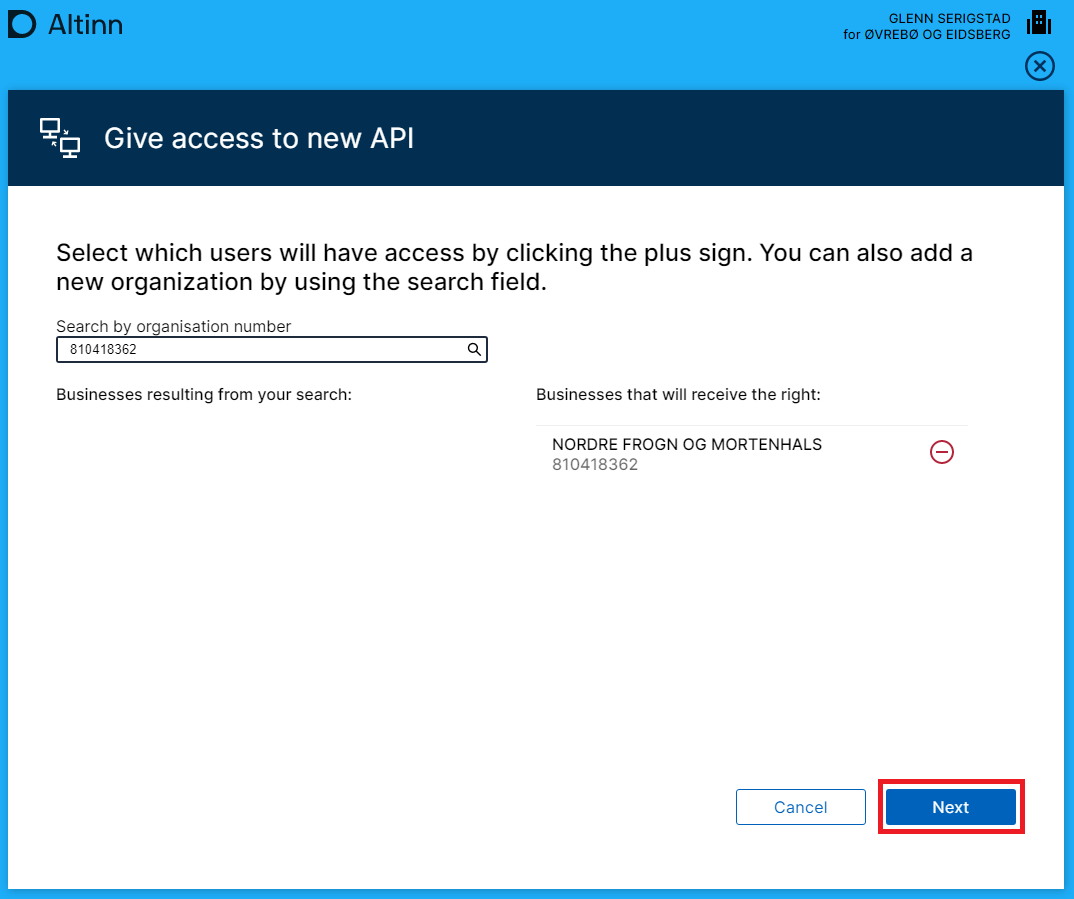 Altinn
GLENN SERIGSTAD
for ØVREBØ OG EIDSBERG
Give access to new API
Select which users will have access by clicking the plus sign. You can also add a
new organization by using the search field.
Search by organisation number
810418362
Businesses resulting from your search:
Businesses that will receive the right:
NORDRE FROGN OG MORTENHALS
810418362
Cancel
Next